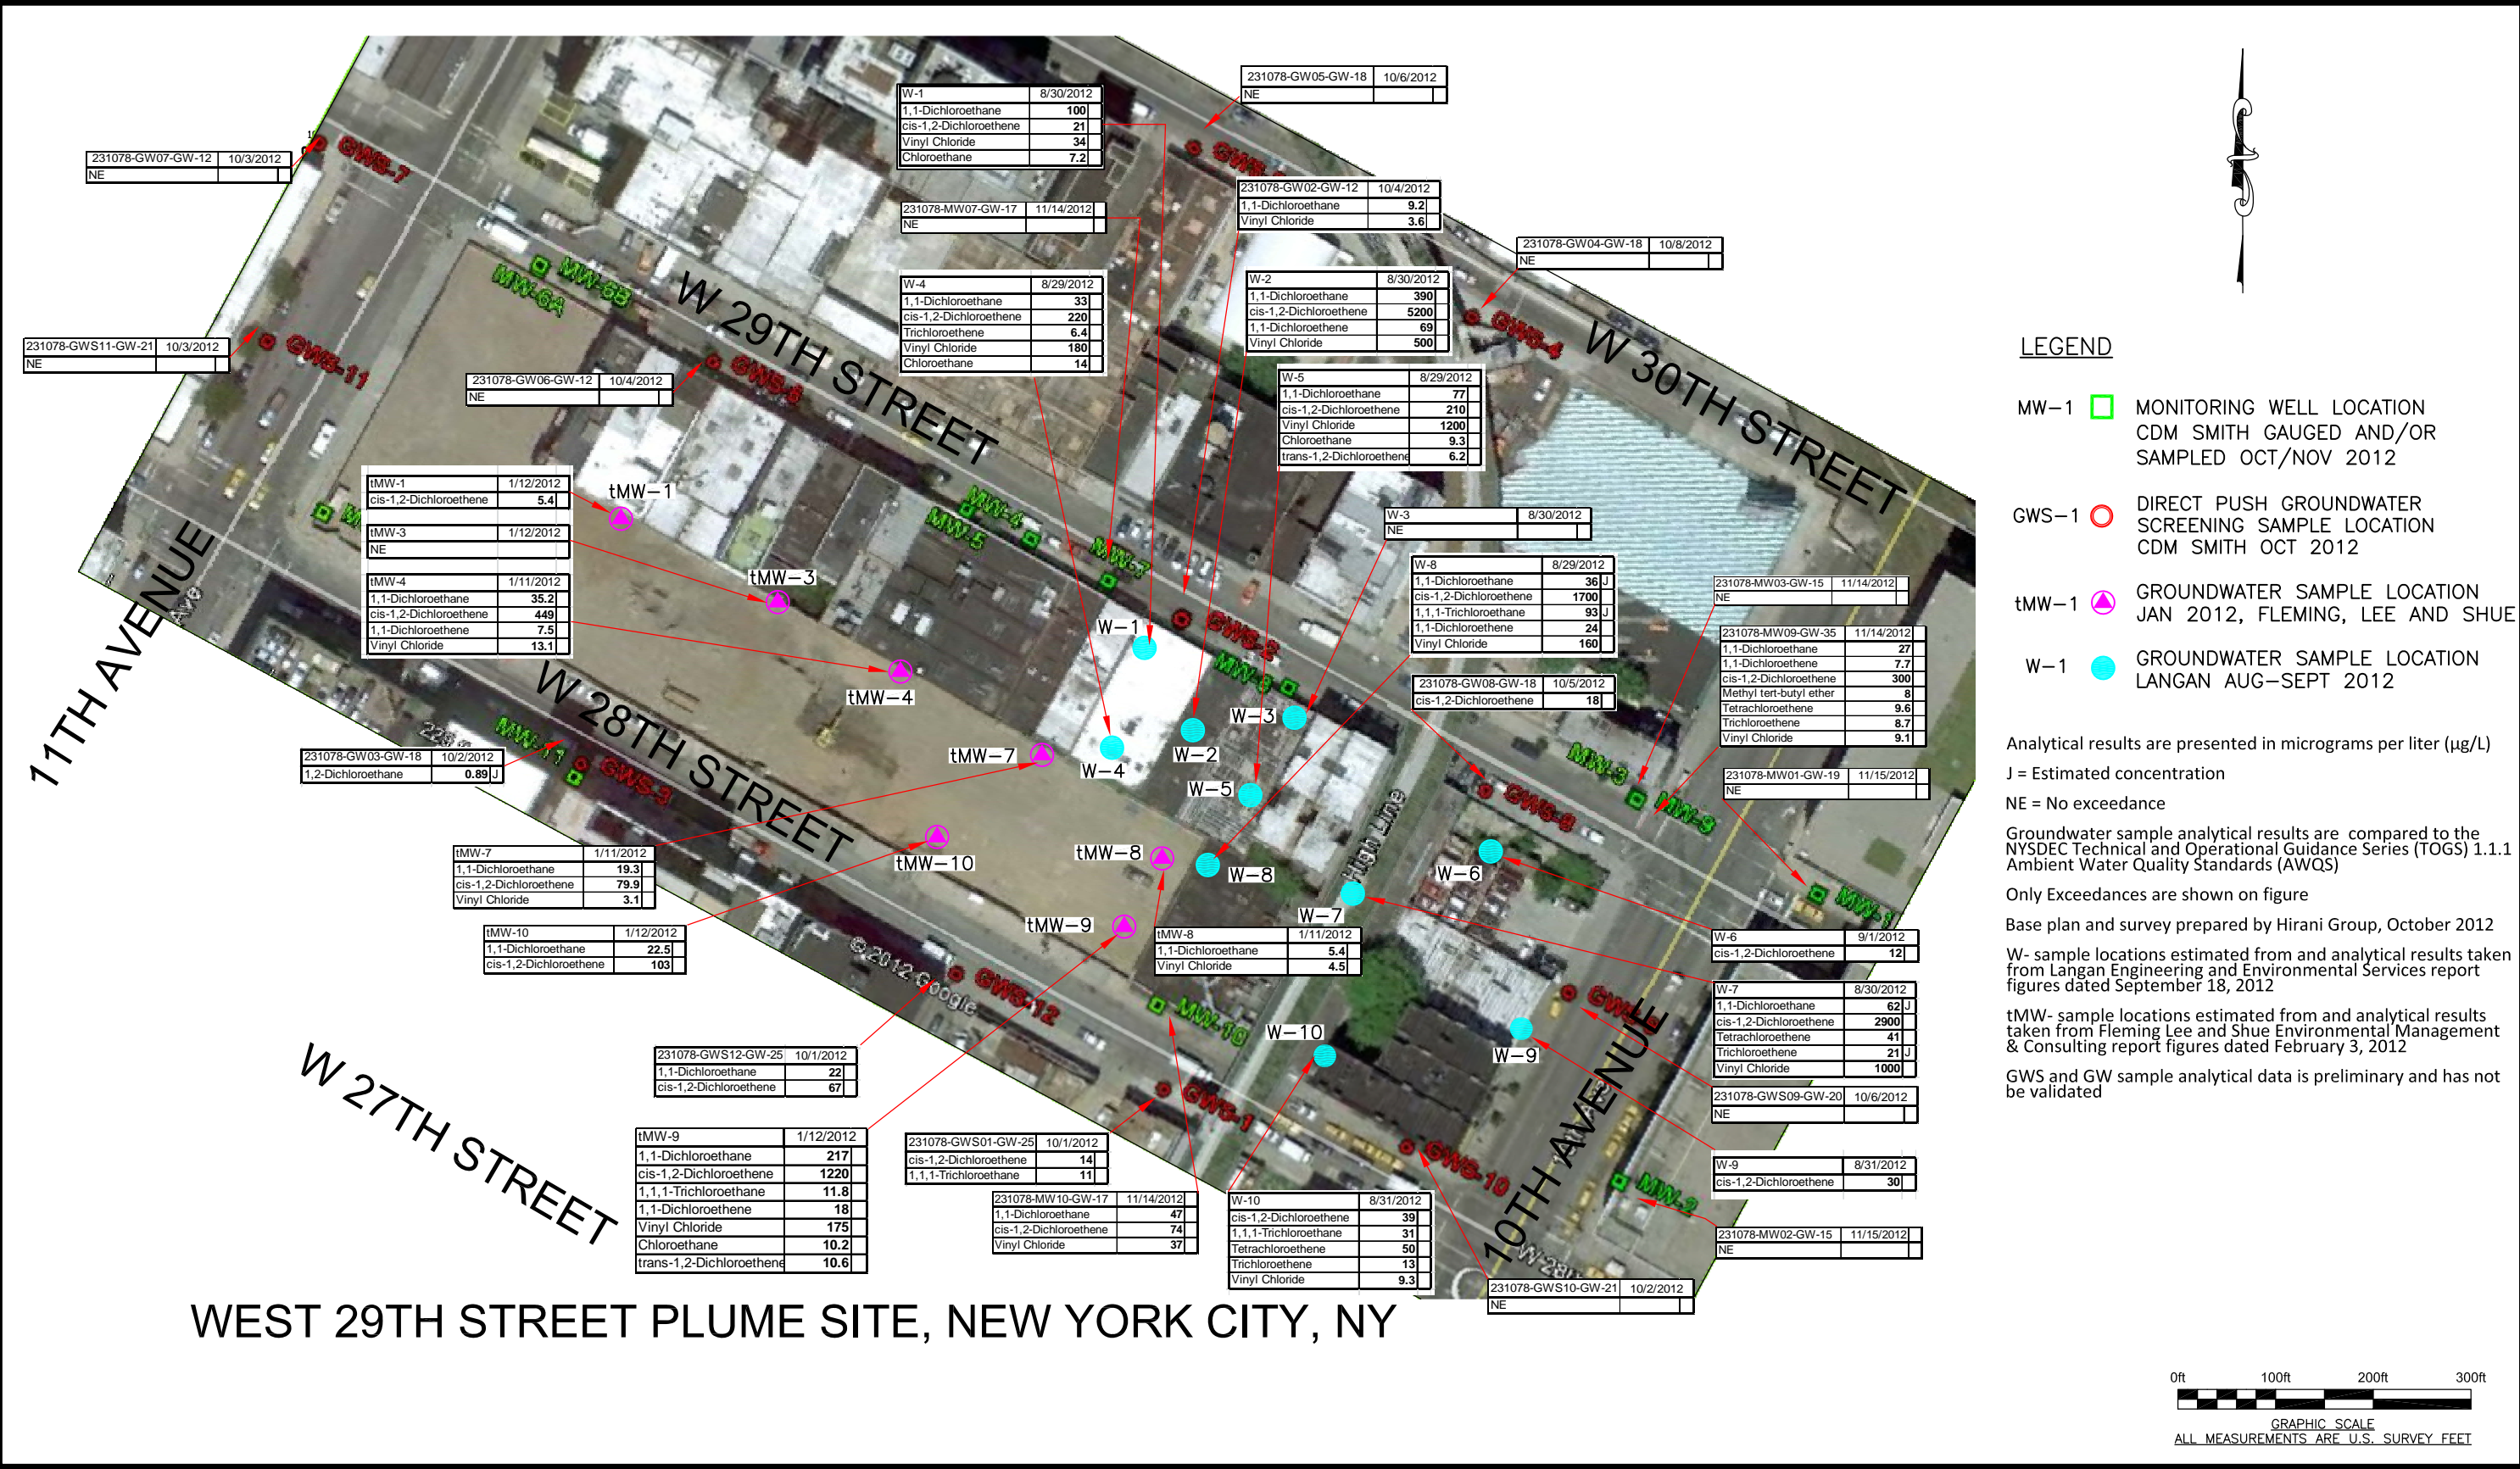 231078-GW05-GW-18 10/6/2012
NE
W-1 8/30/2012
1,1-Dichloroethane 100
cis-1,2-Dichloroethene 21
Vinyl Chloride 34
Chloroethane 7.2
231078-GW07-GW-12 10/3/2012
NE
GWS-7
231078-MW07-GW-17 11/14/2012
NE
231078-GW02-GW-12 10/4/2012
1,1-Dichloroethane 9.2
Vinyl Chloride 3.6
231078-GW04-GW-18 10/8/2012
NE
W-4 8/29/2012
1,1-Dichloroethane 33
cis-1,2-Dichloroethene 220
Trichloroethene 6.4
Vinyl Chloride 180
Chloroethane 14
W-2 8/30/2012
1,1-Dichloroethane 390
cis-1,2-Dichloroethene 5200
1,1-Dichloroethene 69
Vinyl Chloride 500
MW-6B
MW-6A
W 29TH STREET
GWS-4
W 30TH STREET
231078-GWS11-GW-21 10/3/2012
NE
GWS-11
231078-GW06-GW-12 10/4/2012
NE
GWS-6
W-5 8/29/2012
1,1-Dichloroethane 77
cis-1,2-Dichloroethene 210
Vinyl Chloride 1200
Chloroethane 9.3
trans-1,2-Dichloroethene 6.2
tMW-1 1/12/2012
cis-1,2-Dichloroethene 5.4
tMW-1
tMW-3 1/12/2012
NE
tMW-4 1/11/2012
1,1-Dichloroethane 35.2
cis-1,2-Dichloroethene 449
1,1-Dichloroethene 7.5
Vinyl Chloride 13.1
tMW-3
MW-4
MW-5
MW-7
W-3 8/30/2012
NE
W-8 8/29/2012
1,1-Dichloroethane 36 J
cis-1,2-Dichloroethene 1700
1,1,1-Trichloroethane 93 J
1,1-Dichloroethene 24
Vinyl Chloride 160
231078-MW03-GW-15 11/14/2012
NE
231078-MW09-GW-35 11/14/2012
1,1-Dichloroethane 27
1,1-Dichloroethene 7.7
cis-1,2-Dichloroethene 300
Methyl tert-butyl ether 8
Tetrachloroethene 9.6
Trichloroethene 8.7
Vinyl Chloride 9.1
231078-GW08-GW-18 10/5/2012
cis-1,2-Dichloroethene 18
231078-MW01-GW-19 11/15/2012
NE
11TH AVENUE
W 28TH STREET
tMW-4
W-1
GWS-2
W-3
W-2
W-4
W-5
tMW-7
MW-3
MW-9
GWS-8
MW-1
MW-11
GWS-3
231078-GW03-GW-18 10/2/2012
1,2-Dichloroethane 0.89 J
tMW-7 1/11/2012
1,1-Dichloroethane 19.3
cis-1,2-Dichloroethene 79.9
Vinyl Chloride 3.1
tMW-10
tMW-8
W-8
High Line
W-6
W-7
tMW-10 1/12/2012
1,1-Dichloroethane 22.5
cis-1,2-Dichloroethene 103
tMW-9
tMW-8 1/11/2012
1,1-Dichloroethane 5.4
Vinyl Chloride 4.5
© 2012 Google
GWS-12
MW-10
W-10
W-9
W-6 9/1/2012
cis-1,2-Dichloroethene 12
W-7 8/30/2012
1,1-Dichloroethane 62 J
cis-1,2-Dichloroethene 2900
Tetrachloroethene 41
Trichloroethene 21 J
Vinyl Chloride 1000
W 27TH STREET
231078-GWS12-GW-25 10/1/2012
1,1-Dichloroethane 22
cis-1,2-Dichloroethene 67
231078-GWS09-GW-20 10/6/2012
NE
GWS-1
GWS-10
10TH AVENUE
MW-2
tMW-9 1/12/2012
1,1-Dichloroethane 217
cis-1,2-Dichloroethene 1220
1,1,1-Trichloroethane 11.8
1,1-Dichloroethene 18
Vinyl Chloride 175
Chloroethane 10.2
trans-1,2-Dichloroethene 10.6
231078-GWS01-GW-25 10/1/2012
cis-1,2-Dichloroethene 14
1,1,1-Trichloroethane 11
231078-MW10-GW-17 11/14/2012
1,1-Dichloroethane 47
cis-1,2-Dichloroethene 74
Vinyl Chloride 37
W-10 8/31/2012
cis-1,2-Dichloroethene 39
1,1,1-Trichloroethane 31
Tetrachloroethene 50
Trichloroethene 13
Vinyl Chloride 9.3
W-9 8/31/2012
cis-1,2-Dichloroethene 30
231078-MW02-GW-15 11/15/2012
NE
231078-GWS10-GW-21 10/2/2012
NE
WEST 29TH STREET PLUME SITE, NEW YORK CITY, NY
LEGEND
MW-1 MONITORING WELL LOCATION
CDM SMITH GAUGED AND/OR
SAMPLED OCT/NOV 2012
GWS-1 DIRECT PUSH GROUNDWATER
SCREENING SAMPLE LOCATION
CDM SMITH OCT 2012
tMW-1 GROUNDWATER SAMPLE LOCATION
JAN 2012, FLEMING, LEE AND SHUE
W-1 GROUNDWATER SAMPLE LOCATION
LANGAN AUG-SEPT 2012
Analytical results are presented in micrograms per liter (µg/L)
J = Estimated concentration
NE = No exceedance
Groundwater sample analytical results are compared to the
NYSDEC Technical and Operational Guidance Series (TOGS) 1.1.1
Ambient Water Quality Standards (AWQS)
Only Exceedances are shown on figure
Base plan and survey prepared by Hirani Group, October 2012
W- sample locations estimated from and analytical results taken
from Langan Engineering and Environmental Services report
figures dated September 18, 2012
tMW- sample locations estimated from and analytical results
taken from Fleming Lee and Shue Environmental Management
& Consulting report figures dated February 3, 2012
GWS and GW sample analytical data is preliminary and has not
be validated
0ft 100ft 200ft 300ft
GRAPHIC SCALE
ALL MEASUREMENTS ARE U.S. SURVEY FEET